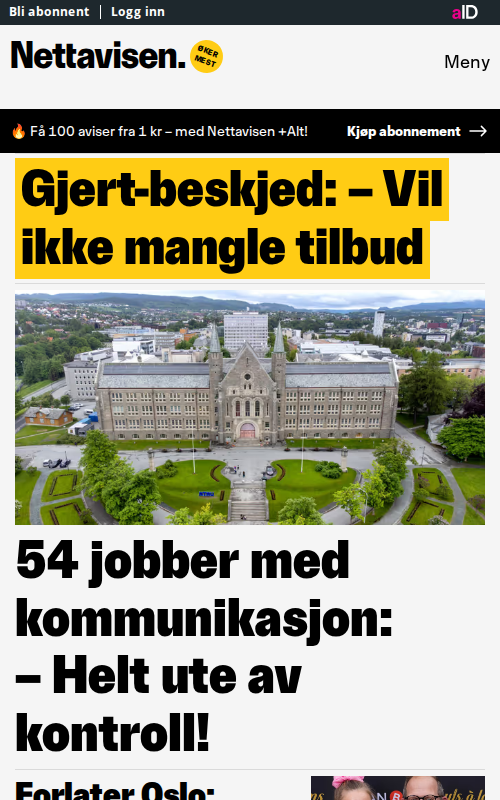 Bli abonnent | Logg inn
aID
Nettavisen.
ØKER
MEST
Meny
🔥 Få 100 aviser fra 1 kr – med Nettavisen +Alt!
Kjøp abonnement →
Gjert-beskjed: – Vil
ikke mangle tilbud
54 jobber med
kommunikasjon:
– Helt ute av
kontroll!
Forlater Oslo: